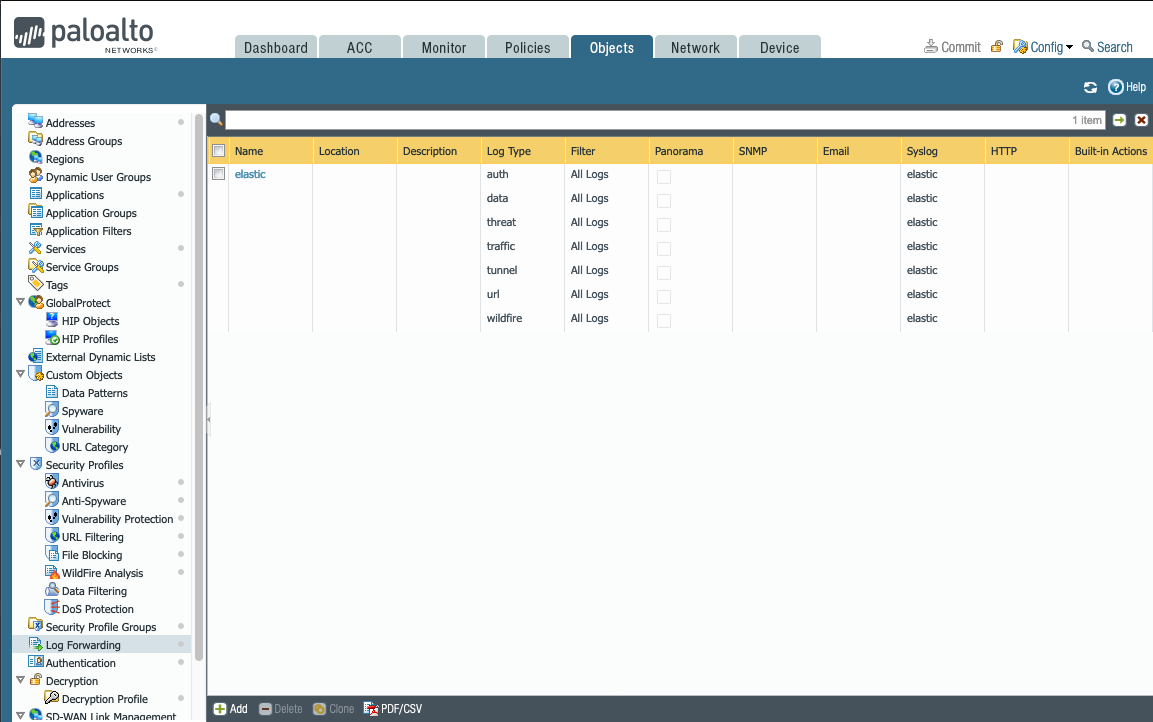 paloalto
NETWORKS
Dashboard ACC Monitor Policies Objects Network Device
Commit Config Search
Help
Addresses
Address Groups
Regions
Dynamic User Groups
Applications
Application Groups
Application Filters
Services
Service Groups
Tags
GlobalProtect
HIP Objects
HIP Profiles
External Dynamic Lists
Custom Objects
Data Patterns
Spyware
Vulnerability
URL Category
Security Profiles
Antivirus
Anti-Spyware
Vulnerability Protection
URL Filtering
File Blocking
WildFire Analysis
Data Filtering
DoS Protection
Security Profile Groups
Log Forwarding
Authentication
Decryption
Decryption Profile
SD-WAN Link Management
1 item
Name Location Description Log Type Filter Panorama SNMP Email Syslog HTTP Built-in Actions
elastic auth All Logs elastic
data All Logs elastic
threat All Logs elastic
traffic All Logs elastic
tunnel All Logs elastic
url All Logs elastic
wildfire All Logs elastic
Add Delete Clone PDF/CSV